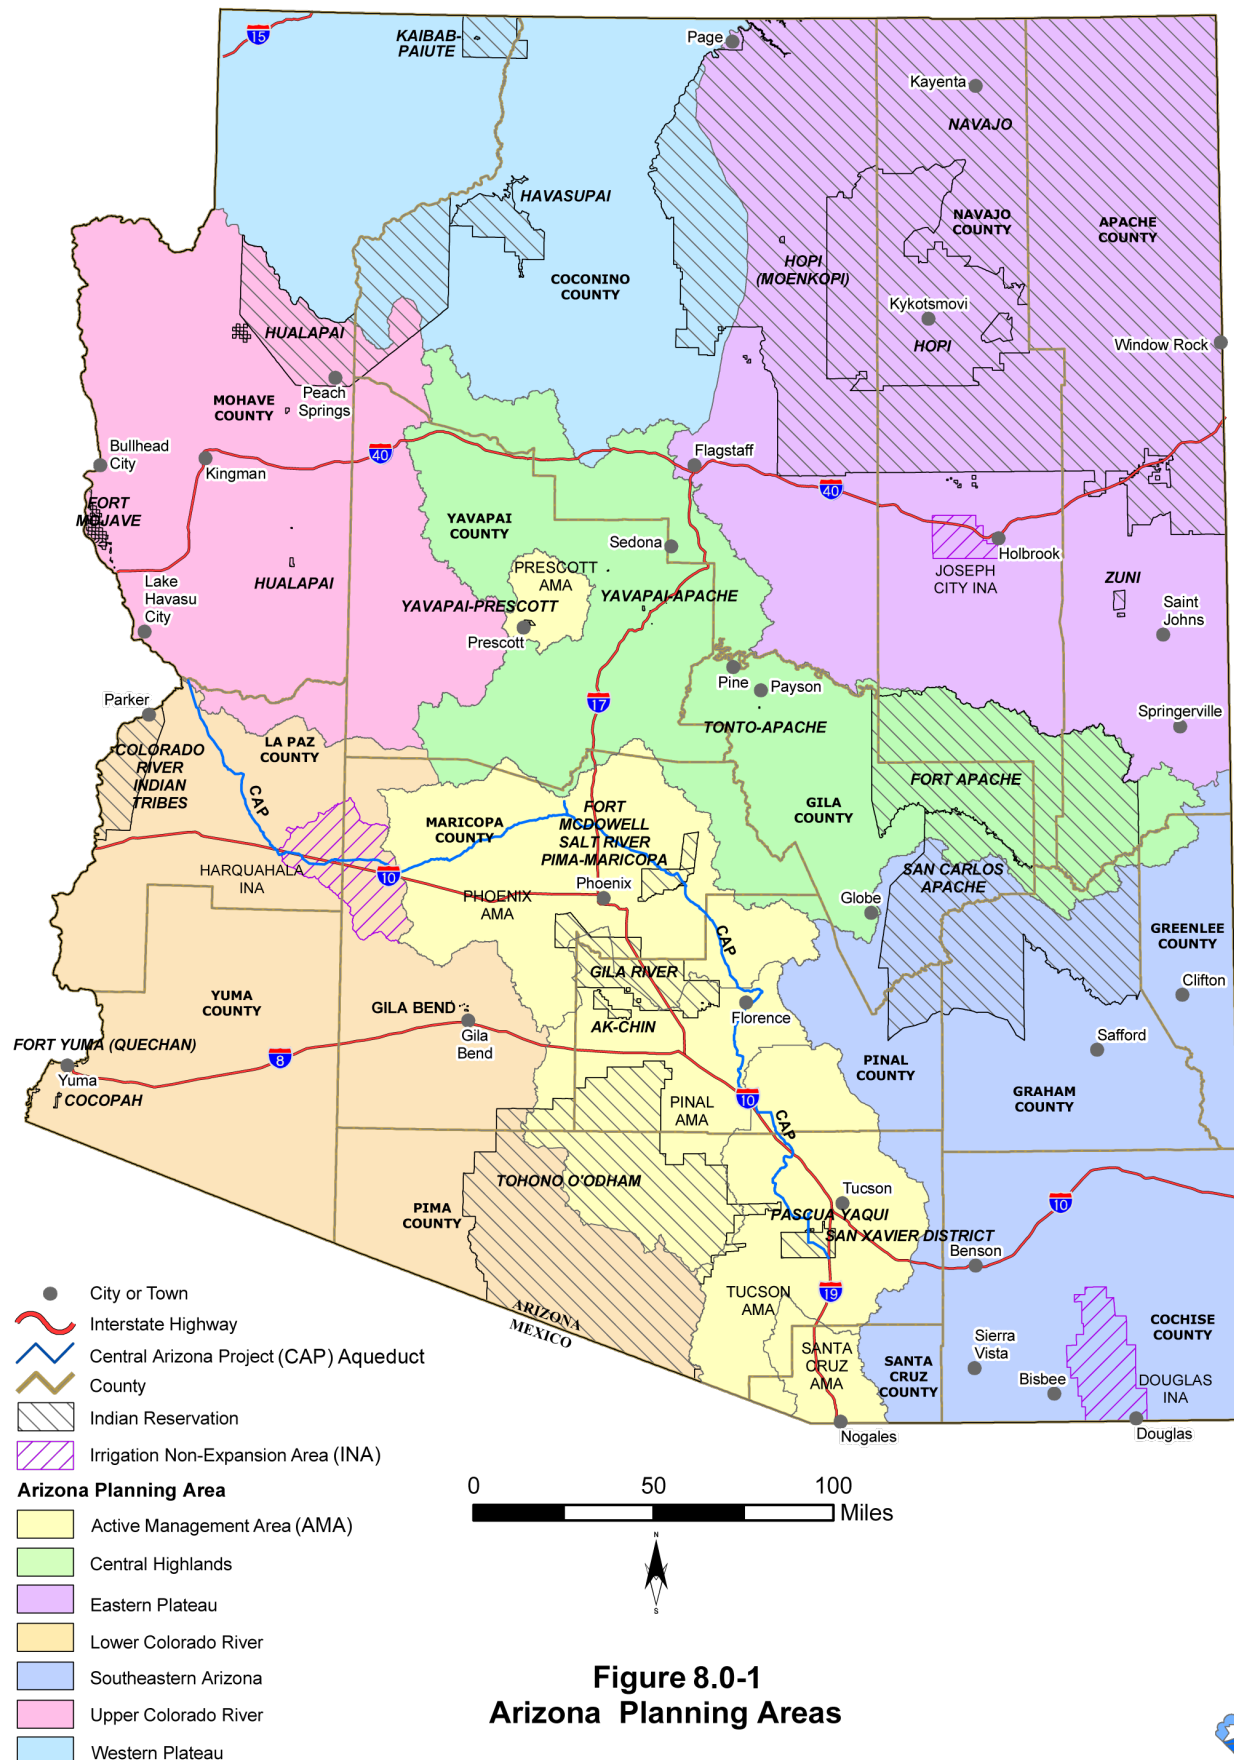 15
KAIBAB-
PAIUTE
Page
Kayenta
NAVAJO
HAVASUPAI
NAVAJO
COUNTY
APACHE
COUNTY
HOPI
(MOENKOPI)
COCONINO
COUNTY
Kykotsmovi
HOPI
HUALAPAI
Window Rock
Peach
Springs
MOHAVE
COUNTY
Bullhead
City
Kingman
40
Flagstaff
40
FORT
MOJAVE
YAVAPAI
COUNTY
Sedona
Holbrook
JOSEPH
CITY INA
PRESCOTT
AMA
HUALAPAI
Lake
Havasu
City
YAVAPAI-PRESCOTT
YAVAPAI-APACHE
ZUNI
Saint
Johns
Prescott
Pine
Payson
Parker
17
TONTO-APACHE
Springerville
COLORADO
RIVER
INDIAN
TRIBES
LA PAZ
COUNTY
CAP
FORT APACHE
GILA
COUNTY
MARICOPA
COUNTY
FORT
MCDOWELL
SALT RIVER
PIMA-MARICOPA
HARQUAHALA
INA
10
PHOENIX
AMA
Phoenix
SAN CARLOS
APACHE
Globe
CAP
GREENLEE
COUNTY
GILA RIVER
Clifton
YUMA
COUNTY
GILA BEND
Gila
Bend
AK-CHIN
Florence
Safford
FORT YUMA (QUECHAN)
8
Yuma
COCOPAH
PINAL
COUNTY
GRAHAM
COUNTY
PINAL
AMA
10
CAP
TOHONO O'ODHAM
Tucson
10
PIMA
COUNTY
PASCUA YAQUI
SAN XAVIER DISTRICT
Benson
TUCSON
AMA
19
ARIZONA
MEXICO
SANTA
CRUZ
AMA
SANTA
CRUZ
COUNTY
Sierra
Vista
COCHISE
COUNTY
Bisbee
DOUGLAS
INA
Nogales
Douglas
City or Town
Interstate Highway
Central Arizona Project (CAP) Aqueduct
County
Indian Reservation
Irrigation Non-Expansion Area (INA)
Arizona Planning Area
Active Management Area (AMA)
Central Highlands
Eastern Plateau
Lower Colorado River
Southeastern Arizona
Upper Colorado River
Western Plateau
0 50 100
Miles
N
S
Figure 8.0-1
Arizona Planning Areas